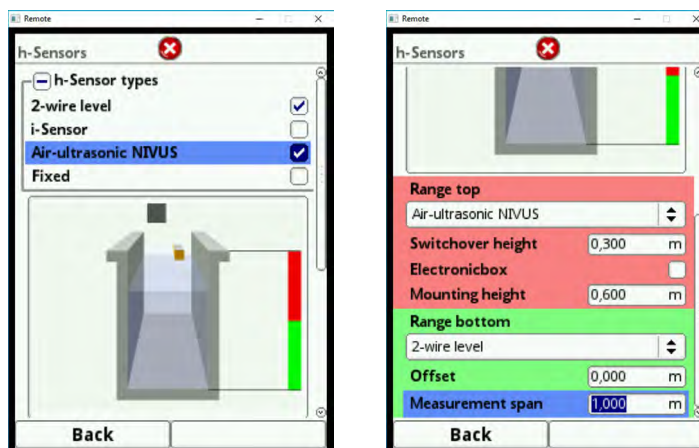 Remote
h-Sensors
h-Sensor types
2-wire level
i-Sensor
Air-ultrasonic NIVUS
Fixed
Back
Remote
h-Sensors
Range top
Air-ultrasonic NIVUS
Switchover height 0,300 m
Electronicbox
Mounting height 0,600 m
Range bottom
2-wire level
Offset 0,000 m
Measurement span 1,000 m
Back